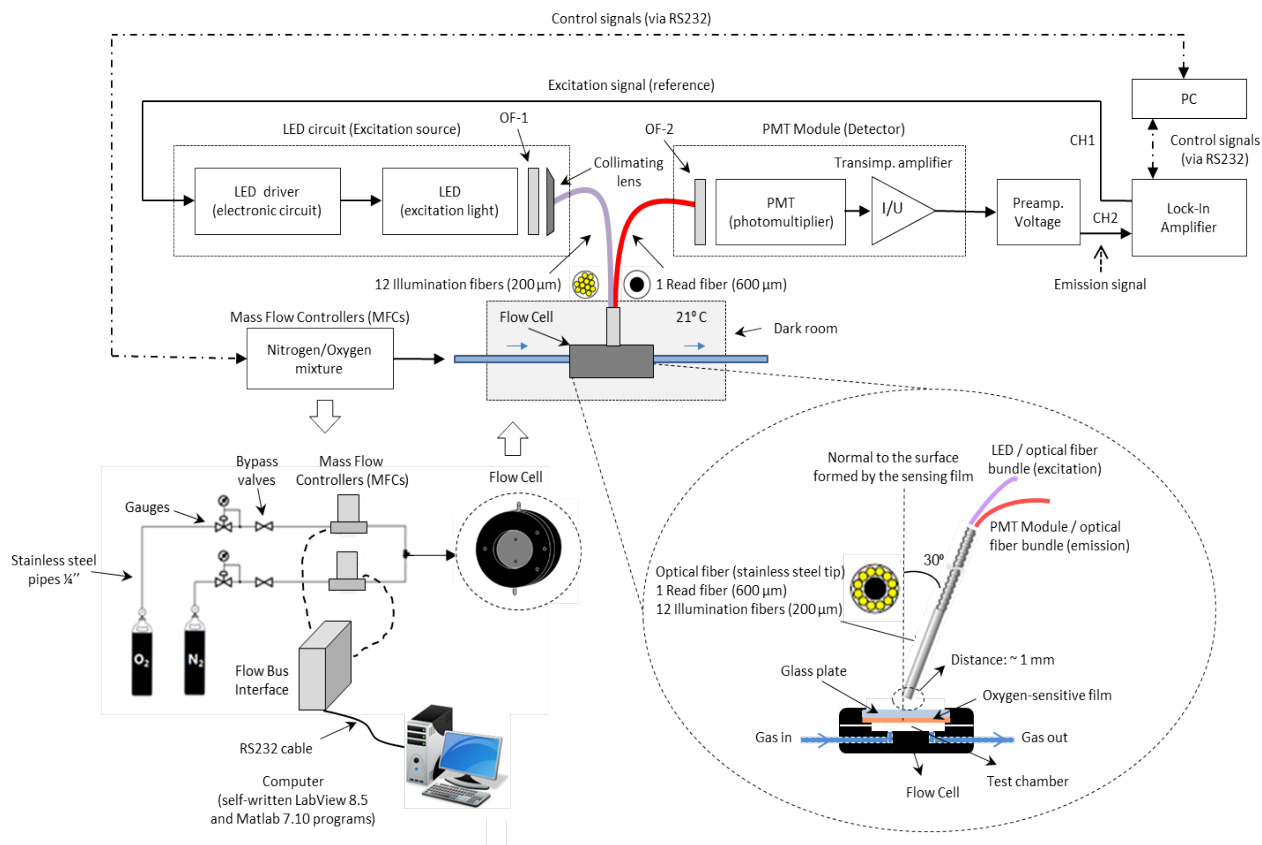 Control signals (via RS232)
Excitation signal (reference)
PC
OF-1
LED circuit (Excitation source)
OF-2
PMT Module (Detector)
CH1
Control signals
(via RS232)
Collimating
lens
Transimp. amplifier
LED driver
(electronic circuit)
LED
(excitation light)
PMT
(photomultiplier)
I/U
Preamp.
Voltage
CH2
Lock-In
Amplifier
Emission signal
12 Illumination fibers (200 µm)
1 Read fiber (600 µm)
Mass Flow Controllers (MFCs)
Flow Cell
21⁰ C
Dark room
Nitrogen/Oxygen
mixture
Bypass
valves
Mass Flow
Controllers (MFCs)
Flow Cell
Gauges
Stainless steel
pipes ¼’’
O2
N2
Flow Bus
Interface
RS232 cable
Computer
(self-written LabView 8.5
and Matlab 7.10 programs)
Normal to the surface
formed by the sensing film
LED / optical fiber
bundle (excitation)
PMT Module / optical
fiber bundle (emission)
30⁰
Optical fiber (stainless steel tip)
1 Read fiber (600 µm)
12 Illumination fibers (200 µm)
Distance: ~ 1 mm
Glass plate
Oxygen-sensitive film
Gas in
Gas out
Test chamber
Flow Cell